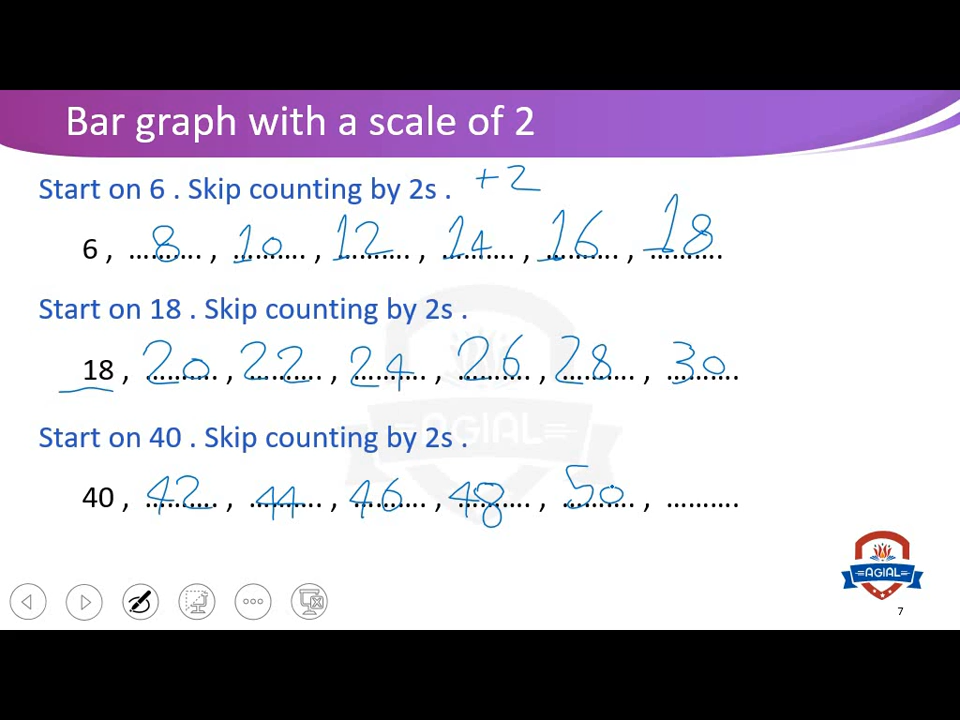 Bar graph with a scale of 2
Start on 6 . Skip counting by 2s . +2
6 , 8 , 10 , 12 , 14 , 16 , 18
Start on 18 . Skip counting by 2s .
18 , 20 , 22 , 24 , 26 , 28 , 30
Start on 40 . Skip counting by 2s .
40 , 42 , 44 , 46 , 48 , 50 , ……….
AGIAL
AGIAL
7